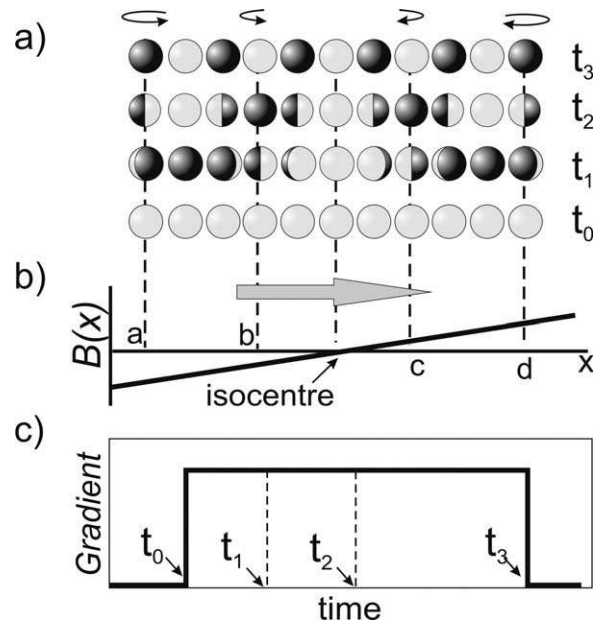 a)
t3
t2
t1
t0
b)
B(x)
a
b
c
d
x
isocentre
c)
Gradient
t0
t1
t2
t3
time